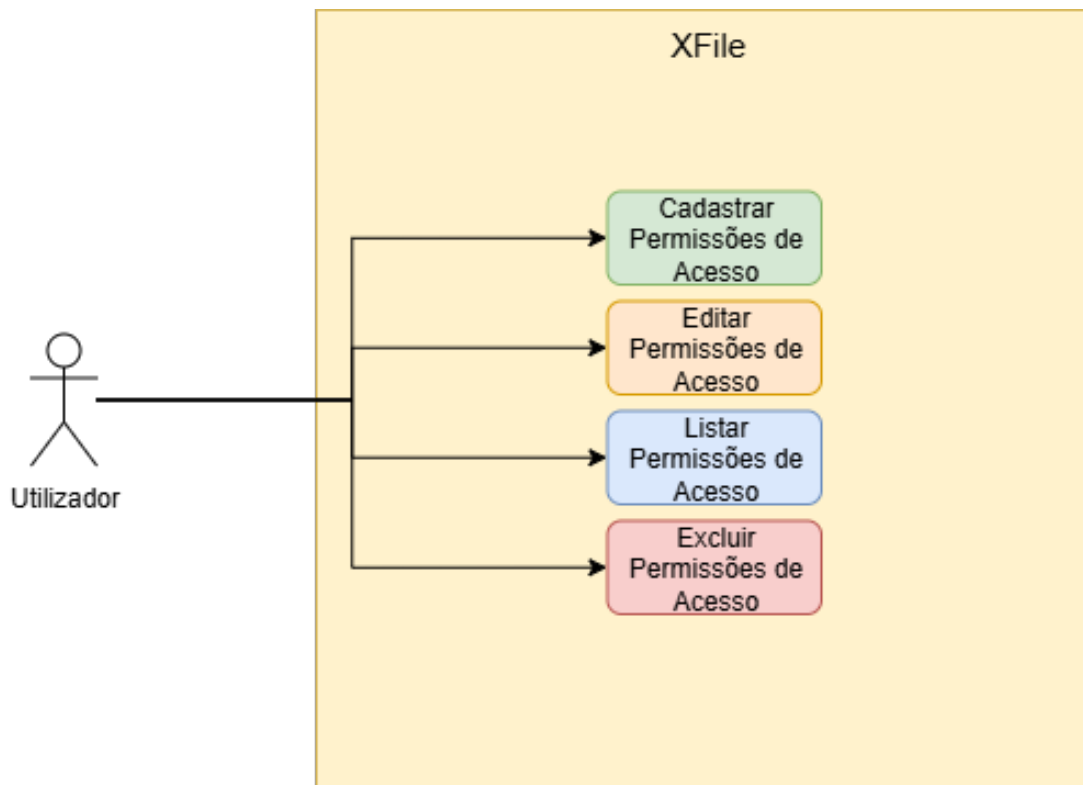 XFile
Cadastrar
Permissões de
Acesso
Editar
Permissões de
Acesso
Listar
Permissões de
Acesso
Excluir
Permissões de
Acesso
Utilizador